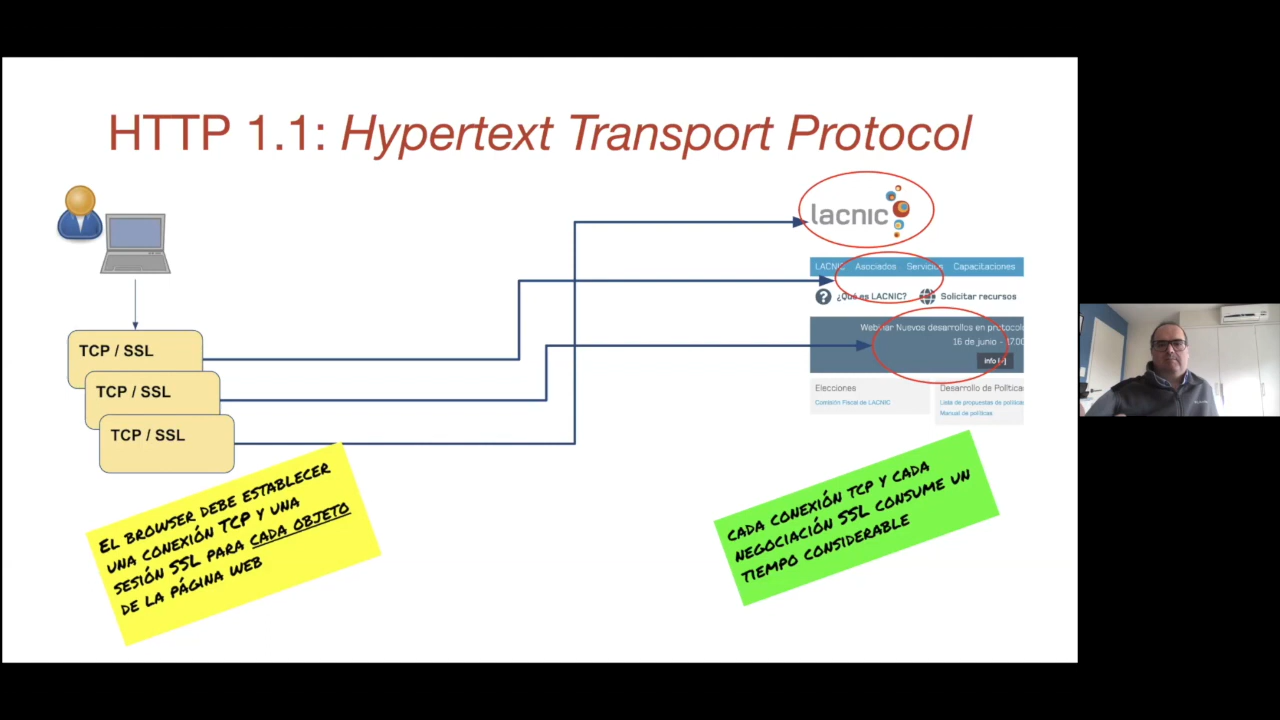 HTTP 1.1: Hypertext Transport Protocol
lacnic
LACNIC Asociados Servicios Capacitaciones
? ¿Qué es LACNIC? Solicitar recursos
Webinar Nuevos desarrollos en protocolo
16 de junio - 17:00
info [+]
Elecciones
Comisión Fiscal de LACNIC
Desarrollo de Políticas
Lista de propuestas de políticas
Manual de políticas
TCP / SSL
TCP / SSL
TCP / SSL
EL BROWSER DEBE ESTABLECER
UNA CONEXIÓN TCP Y UNA
SESIÓN SSL PARA CADA OBJETO
DE LA PÁGINA WEB
CADA CONEXIÓN TCP Y CADA
NEGOCIACIÓN SSL CONSUME UN
TIEMPO CONSIDERABLE